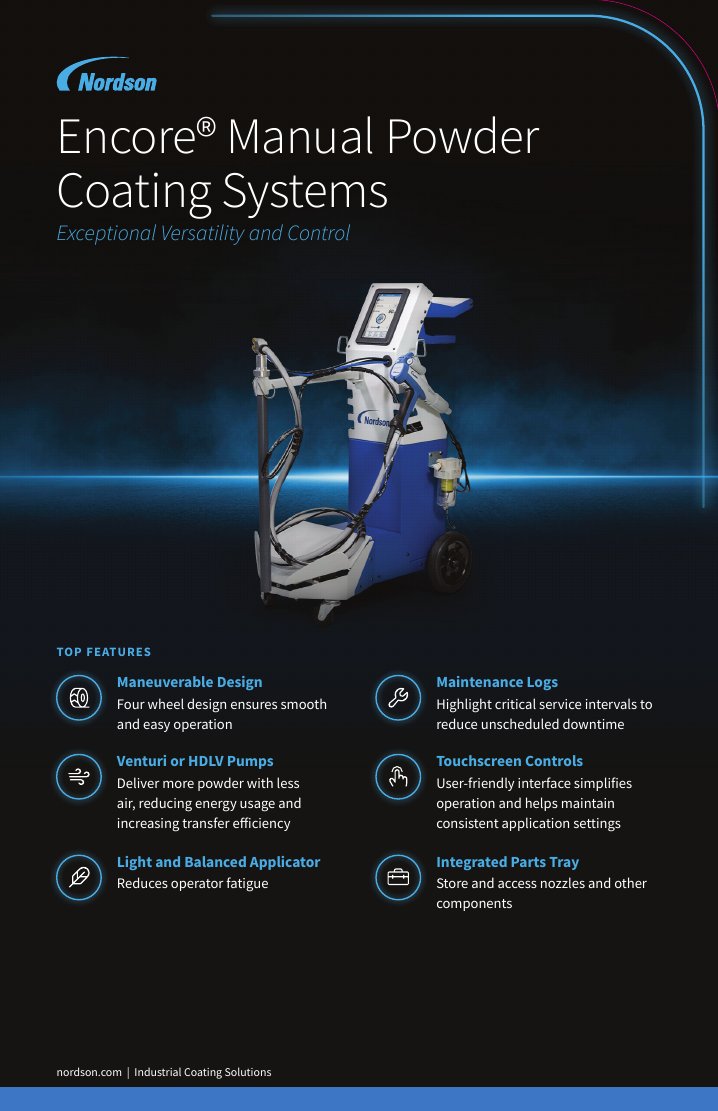 Nordson
Encore® Manual Powder
Coating Systems
Exceptional Versatility and Control
Nordson
TOP FEATURES
Maneuverable Design
Four wheel design ensures smooth
and easy operation
Venturi or HDLV Pumps
Deliver more powder with less
air, reducing energy usage and
increasing transfer efficiency
Light and Balanced Applicator
Reduces operator fatigue
Maintenance Logs
Highlight critical service intervals to
reduce unscheduled downtime
Touchscreen Controls
User-friendly interface simplifies
operation and helps maintain
consistent application settings
Integrated Parts Tray
Store and access nozzles and other
components
nordson.com | Industrial Coating Solutions